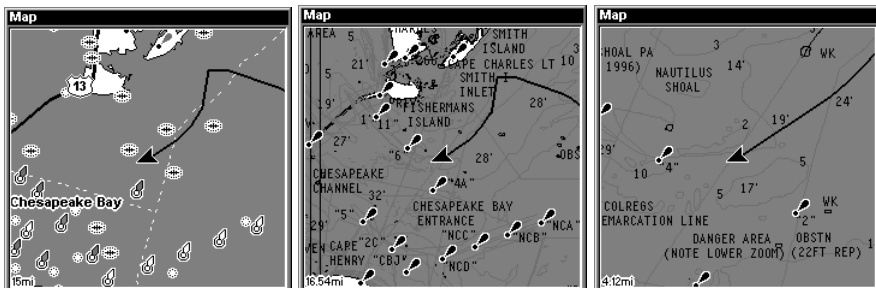 Map
13
Chesapeake Bay
15mi
Map
AREA
5
SMITH
ISLAND
21'
CAPE CHARLES LT
10
5
SMITH I
INLET
19'
FISHERMANS
ISLAND
28'
1
11"
27'
"6"
28'
OBS
CHESAPEAKE
CHANNEL
"4A"
32'
CHESAPEAKE BAY
ENTRANCE
"5"
29'
"NCA"
"NCC"
"NCB"
CAPE
HENRY
"2C"
"CBJ"
"NCD"
16.54mi
Map
SHOAL PA
1996)
3
14'
WK
NAUTILUS
SHOAL
24'
19'
2
29'
4"
10
5
5
17'
COLREGS
EMARCATION LINE
WK
"2"
DANGER AREA
(NOTE LOWER ZOOM)
OBSTN
(22FT REP)
4.12mi